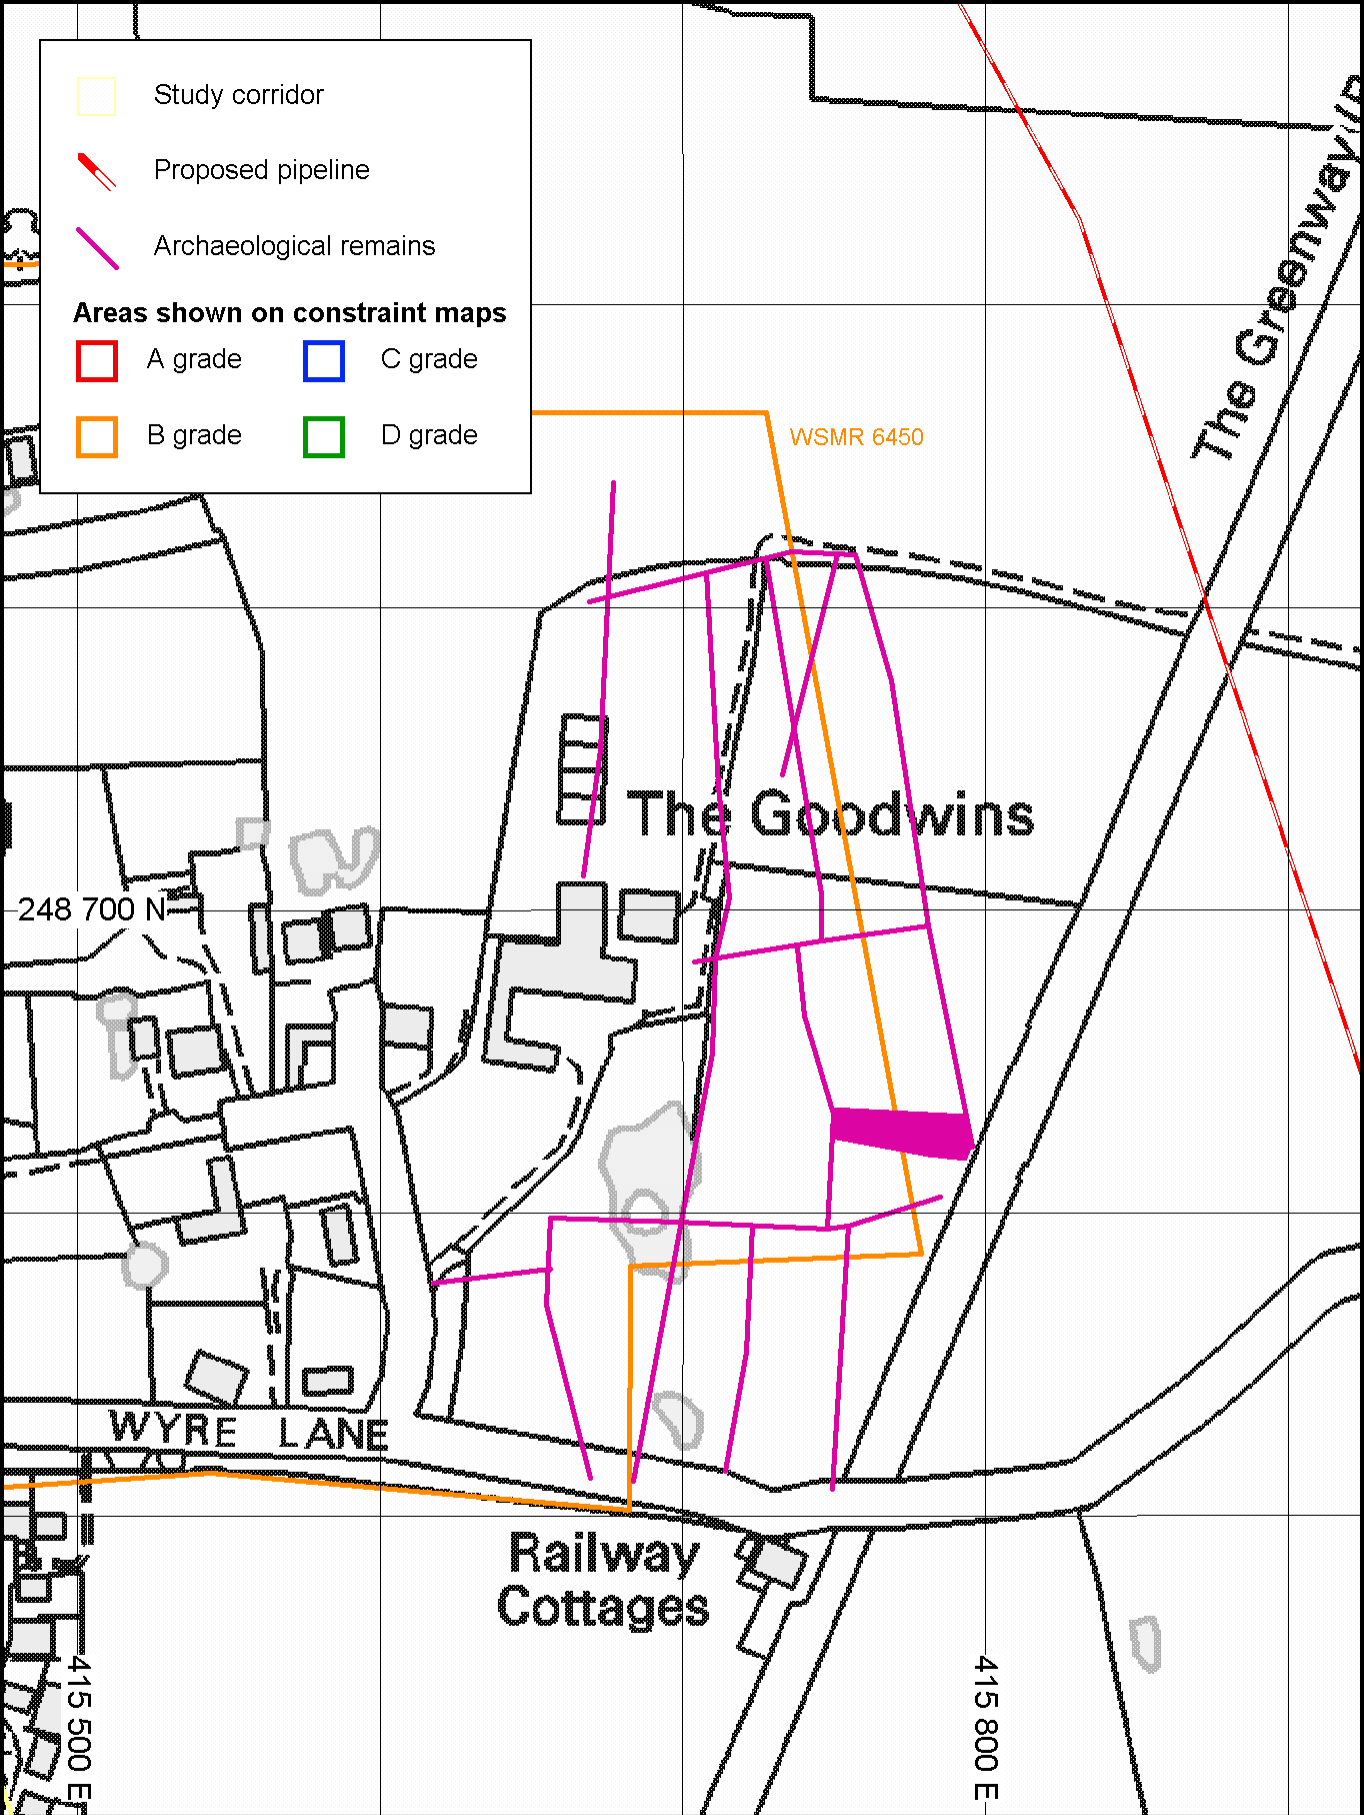 Study corridor
Proposed pipeline
Archaeological remains
Areas shown on constraint maps
A grade
C grade
B grade
D grade
WSMR 6450
The Greenway
The Goodwins
248 700 N
WYRE LANE
Railway
Cottages
415 500 E
415 800 E